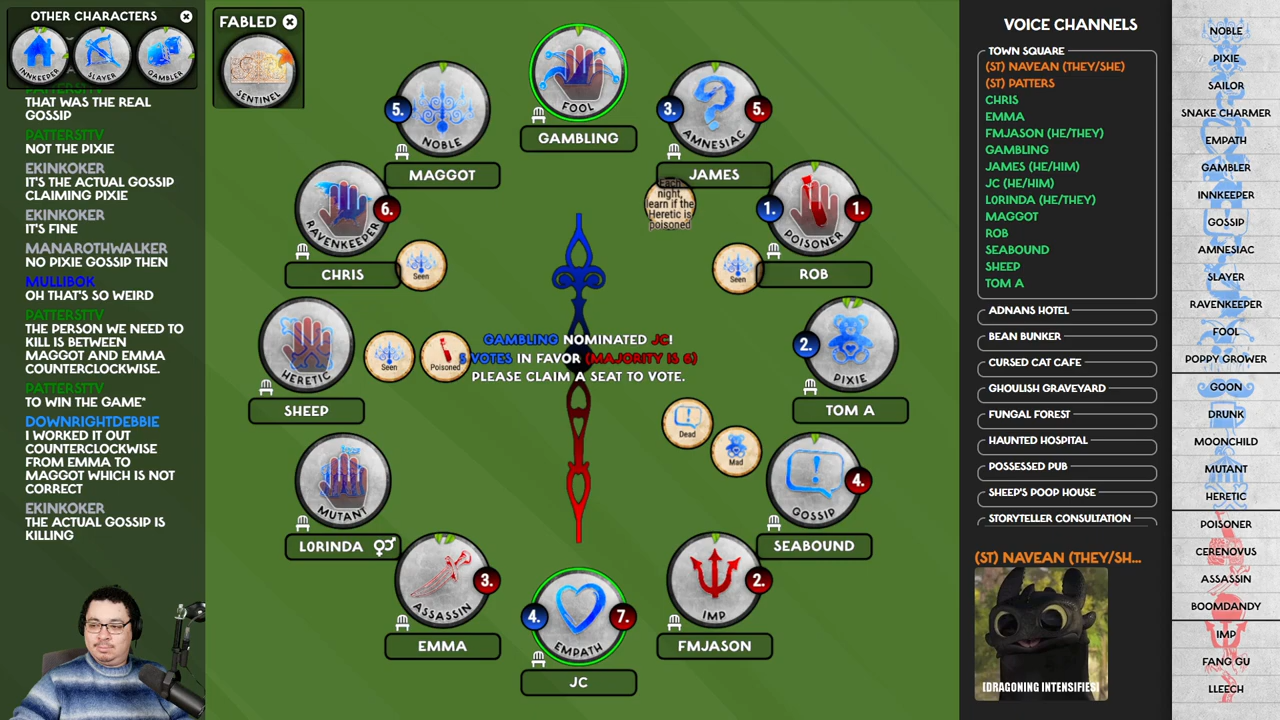 OTHER CHARACTERS
INNKEEPER
SLAYER
GAMBLER
FABLED
SENTINEL
PATTERSTTV
THAT WAS THE REAL
GOSSIP
PATTERSTTV
NOT THE PIXIE
EKINKOKER
IT'S THE ACTUAL GOSSIP
CLAIMING PIXIE
EKINKOKER
IT'S FINE
MANAROTHWALKER
NO PIXIE GOSSIP THEN
MULLIBOK
OH THAT'S SO WEIRD
PATTERSTTV
THE PERSON WE NEED TO
KILL IS BETWEEN
MAGGOT AND EMMA
COUNTERCLOCKWISE.
PATTERSTTV
TO WIN THE GAME*
DOWNRIGHTDEBBIE
I WORKED IT OUT
COUNTERCLOCKWISE
FROM EMMA TO
MAGGOT WHICH IS NOT
CORRECT
EKINKOKER
THE ACTUAL GOSSIP IS
KILLING
FOOL
GAMBLING
3.
AMNESIAC
5.
JAMES
Each
night,
learn if the
Heretic is
poisoned
1.
POISONER
1.
ROB
Seen
2.
PIXIE
TOM A
Dead
Mad
GOSSIP
4.
SEABOUND
IMP
2.
FMJASON
4.
EMPATH
7.
JC
ASSASSIN
3.
EMMA
MUTANT
L0RINDA
HERETIC
SHEEP
Seen
Poisoned
RAVENKEEPER
6.
CHRIS
Seen
5.
NOBLE
MAGGOT
GAMBLING NOMINATED JC!
VOTES IN FAVOR (MAJORITY IS 6)
PLEASE CLAIM A SEAT TO VOTE.
VOICE CHANNELS
TOWN SQUARE
(ST) NAVEAN (THEY/SHE)
(ST) PATTERS
CHRIS
EMMA
FMJASON (HE/THEY)
GAMBLING
JAMES (HE/HIM)
JC (HE/HIM)
L0RINDA (HE/THEY)
MAGGOT
ROB
SEABOUND
SHEEP
TOM A
ADNANS HOTEL
BEAN BUNKER
CURSED CAT CAFE
GHOULISH GRAVEYARD
FUNGAL FOREST
HAUNTED HOSPITAL
POSSESSED PUB
SHEEP'S POOP HOUSE
STORYTELLER CONSULTATION
(ST) NAVEAN (THEY/SH...
[DRAGONING INTENSIFIES]
NOBLE
PIXIE
SAILOR
SNAKE CHARMER
EMPATH
GAMBLER
INNKEEPER
GOSSIP
AMNESIAC
SLAYER
RAVENKEEPER
FOOL
POPPY GROWER
GOON
DRUNK
MOONCHILD
MUTANT
HERETIC
POISONER
CERENOVUS
ASSASSIN
BOOMDANDY
IMP
FANG GU
LLEECH